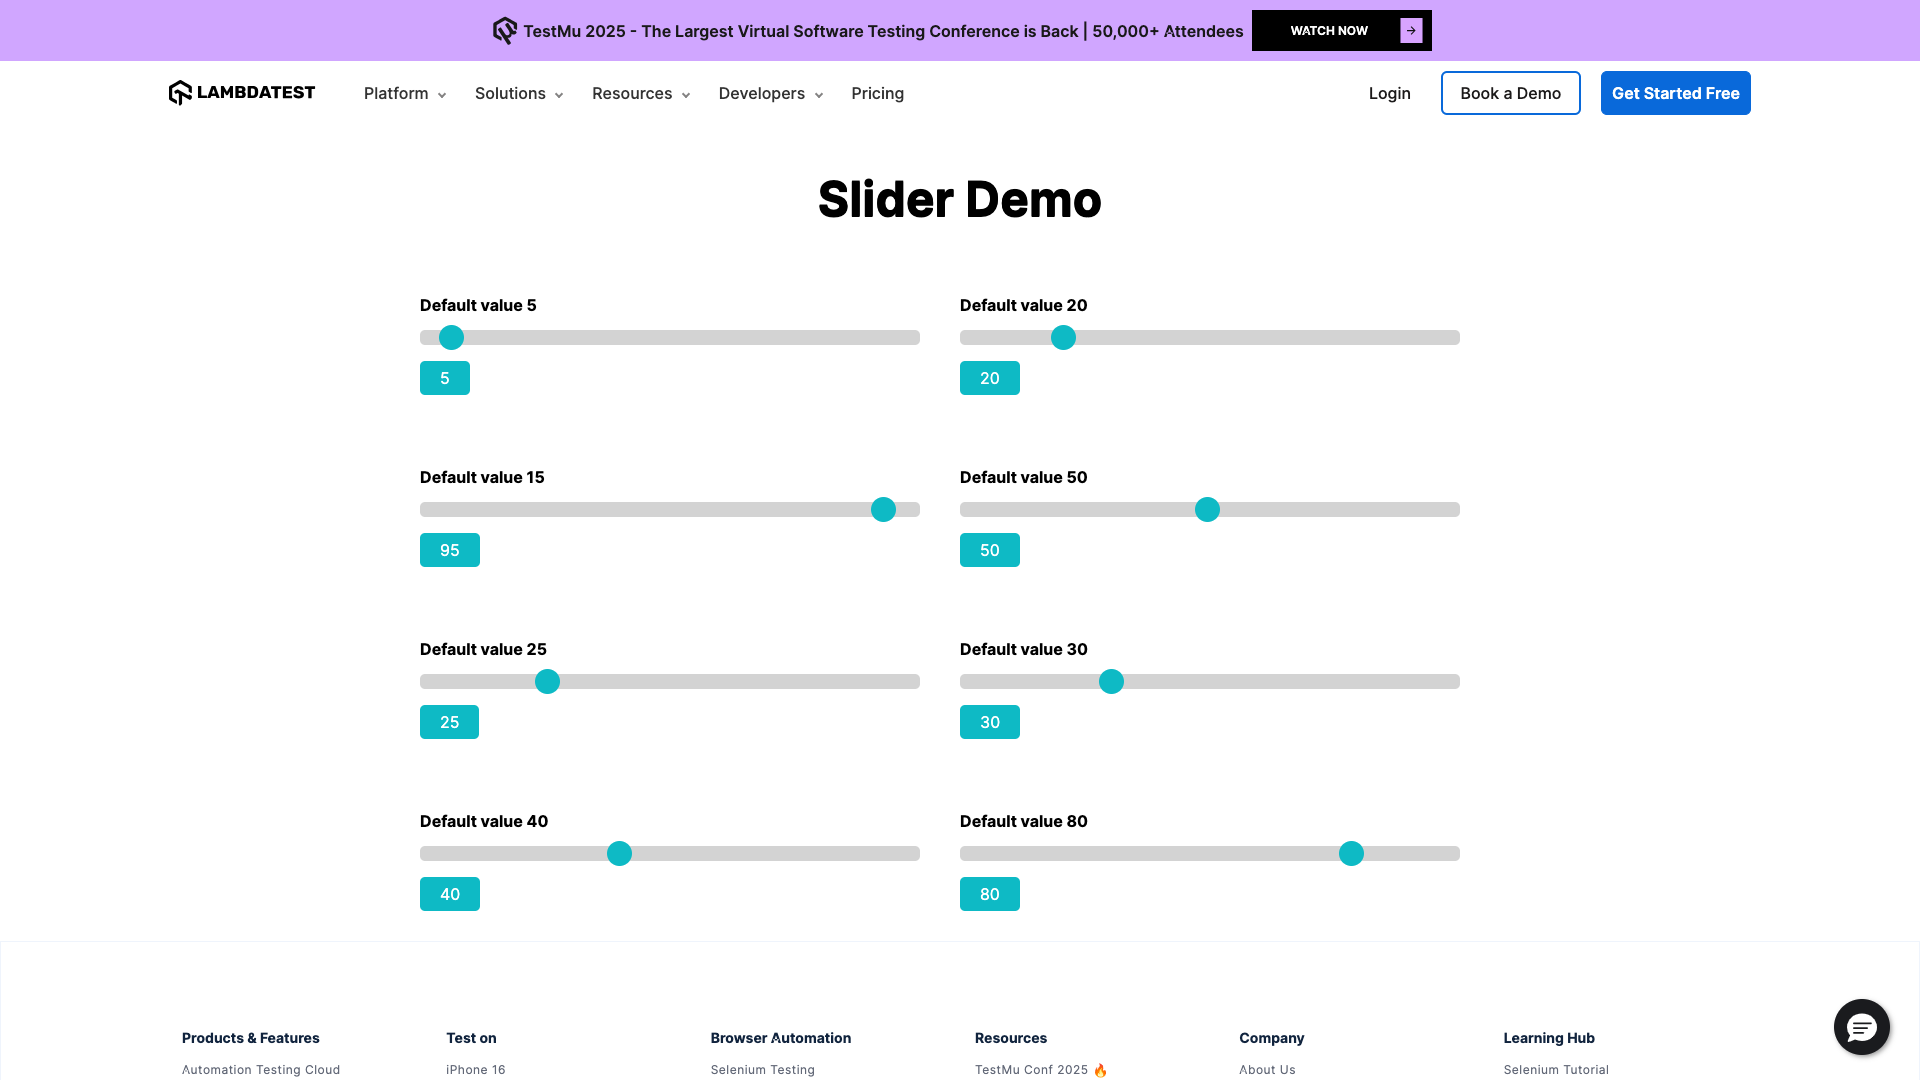 TestMu 2025 - The Largest Virtual Software Testing Conference is Back | 50,000+ Attendees WATCH NOW
LAMBDATEST Platform Solutions Resources Developers Pricing Login Book a Demo Get Started Free
Slider Demo
Default value 5 Default value 20
5 20
Default value 15 Default value 50
95 50
Default value 25 Default value 30
25 30
Default value 40 Default value 80
40 80
Products & Features Test on Browser Automation Resources Company Learning Hub
Automation Testing Cloud iPhone 16 Selenium Testing TestMu Conf 2025 🔥 About Us Selenium Tutorial